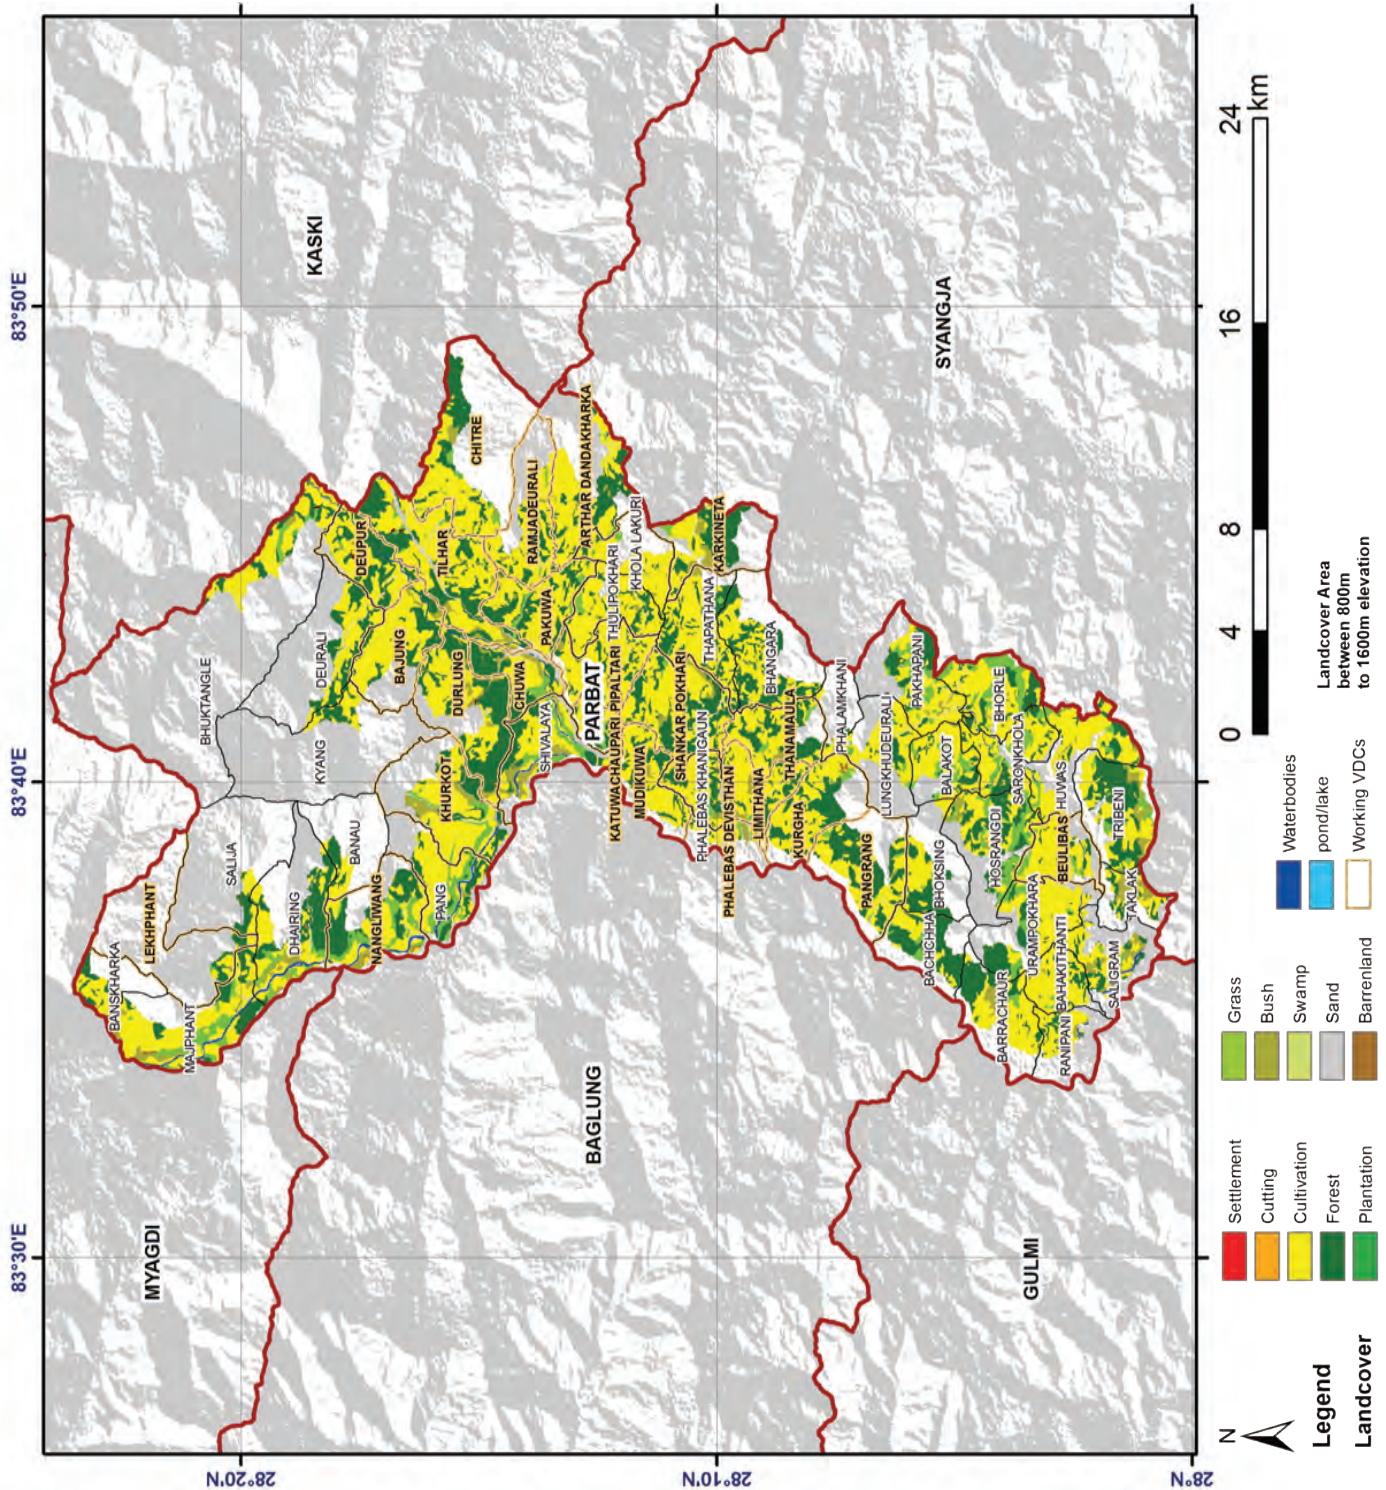 83°30'E
83°40'E
83°50'E
28°20'N
28°10'N
28°N
MYAGDI
KASKI
BAGLUNG
SYANGJA
GULMI
PARBAT
BANSKHARKA
LEKHPHANT
MAJPHANT
SALIJA
BHUKTANGLE
DHAIRING
KYANG
DEURALI
BANAU
DEUPUR
NANGLIWANG
BAJUNG
PANG
KHURKOT
DURLUNG
TILHAR
CHITRE
CHUWA
SHIVALAYA
PAKUWA
RAMJADEURALI
ARTHAR DANDAKHARKA
KATUWACHAUPARI PIPALTARI
THULIPOKHARI
KHOLA LAKURI
MUDIKUWA
SHANKAR POKHARI
PHALEBAS KHANIGAUN
THAPATHANA
KARKINETA
PHALEBAS DEVISTHAN
LIMITHANA
BHANGARA
THANAMAULA
KURGHA
PHALAMKHANI
PANGRANG
LUNGKHUDEURALI
PAKHAPANI
BACHCHHA
BHOKSING
BALAKOT
HOSRANGDI
BHORLE
SARONKHOLA
BARRACHAUR
URAMPOKHARA
BEULIBAS
HUWAS
RANIPANI
BAHAKITHANTI
SALIGRAM
TAKLAK
TRIBENI
N
Legend
Landcover
Settlement
Cutting
Cultivation
Forest
Plantation
Grass
Bush
Swamp
Sand
Barrenland
Waterbodies
pond/lake
Working VDCs
0 4 8 16 24
km
Landcover Area
between 800m
to 1600m elevation